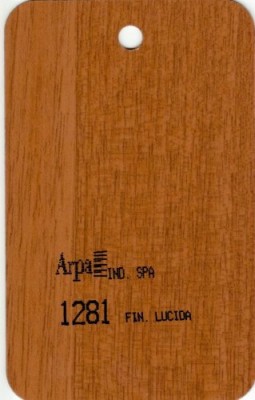 Arpa IND. SPA
1281 FIN. LUCIDA